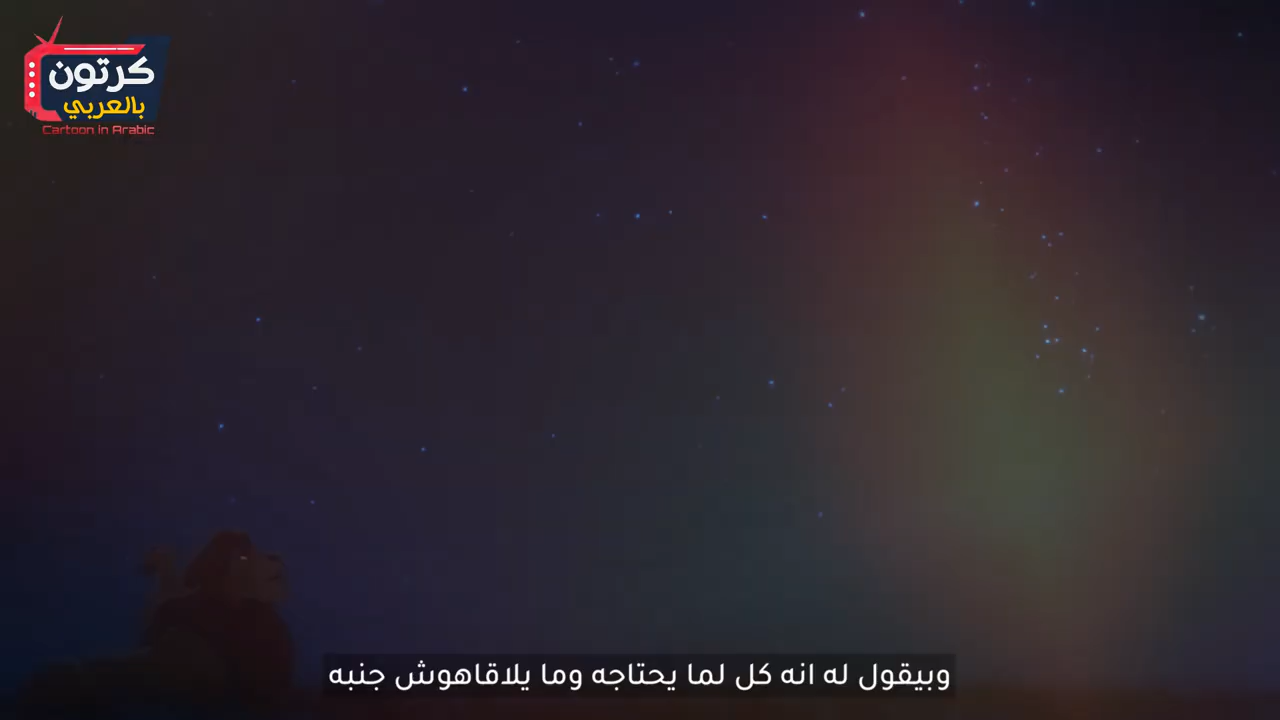 كرتون
بالعربي
Cartoon in Arabic
وبيقول له انه كل لما يحتاجه وما يلاقاهوش جنبه